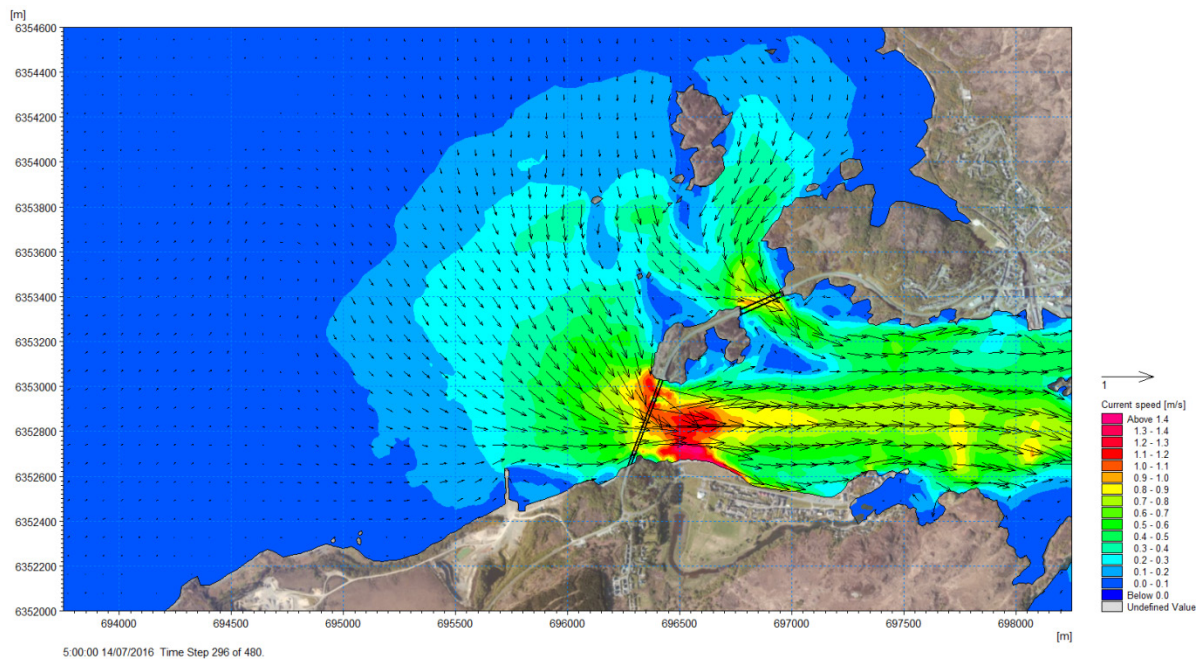 [m]
6354600
6354400
6354200
6354000
6353800
6353600
6353400
6353200
6353000
6352800
6352600
6352400
6352200
6352000
694000 694500 695000 695500 696000 696500 697000 697500 698000
[m]
5:00:00 14/07/2016 Time Step 296 of 480.
1
Current speed [m/s]
Above 1.4
1.3 - 1.4
1.2 - 1.3
1.1 - 1.2
1.0 - 1.1
0.9 - 1.0
0.8 - 0.9
0.7 - 0.8
0.6 - 0.7
0.5 - 0.6
0.4 - 0.5
0.3 - 0.4
0.2 - 0.3
0.1 - 0.2
0.0 - 0.1
Below 0.0
Undefined Value